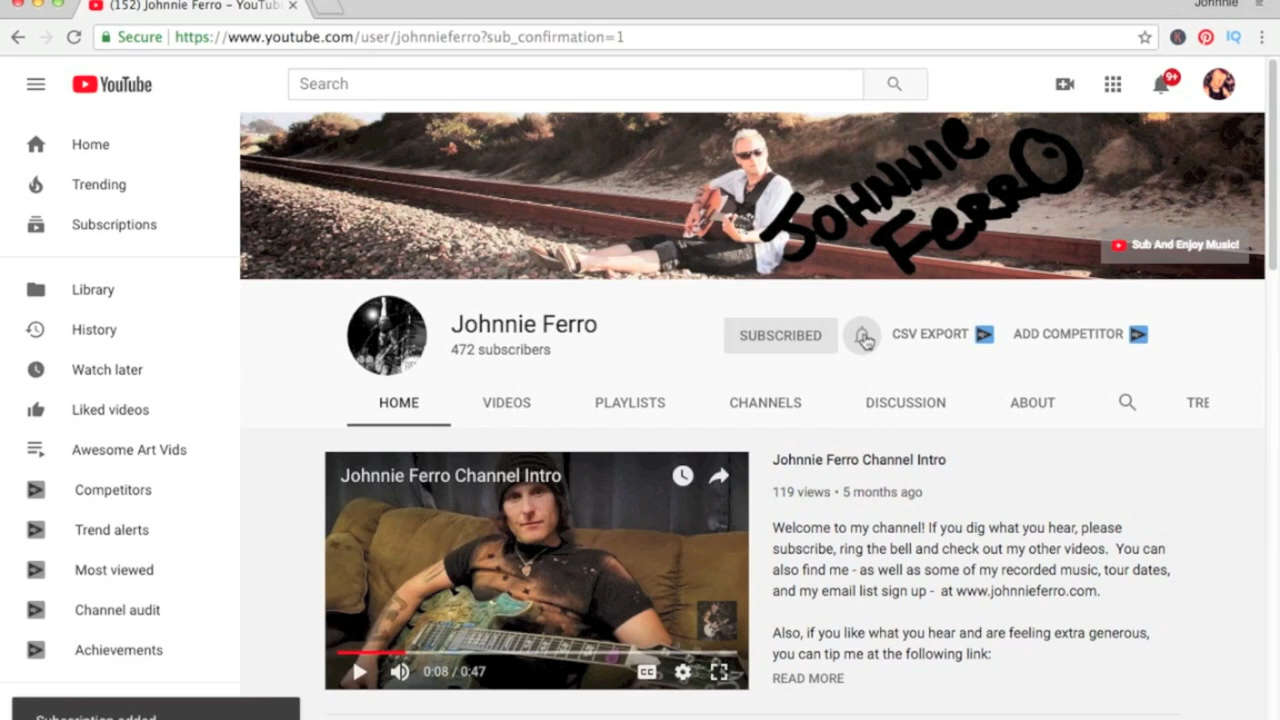 (152) Johnnie Ferro – YouTub
Johnnie
Secure | https://www.youtube.com/user/johnnieferro?sub_confirmation=1
YouTube
Search
9+
Home
Trending
Subscriptions
Library
History
Watch later
Liked videos
Awesome Art Vids
Competitors
Trend alerts
Most viewed
Channel audit
Achievements
JOHNNIE
FERRO
Sub And Enjoy Music!
Johnnie Ferro
472 subscribers
SUBSCRIBED
CSV EXPORT
ADD COMPETITOR
HOME VIDEOS PLAYLISTS CHANNELS DISCUSSION ABOUT TRE
Johnnie Ferro Channel Intro
0:08 / 0:47
CC
Johnnie Ferro Channel Intro
119 views • 5 months ago
Welcome to my channel! If you dig what you hear, please
subscribe, ring the bell and check out my other videos. You can
also find me - as well as some of my recorded music, tour dates,
and my email list sign up - at www.johnnieferro.com.
Also, if you like what you hear and are feeling extra generous,
you can tip me at the following link:
READ MORE
Subscription added